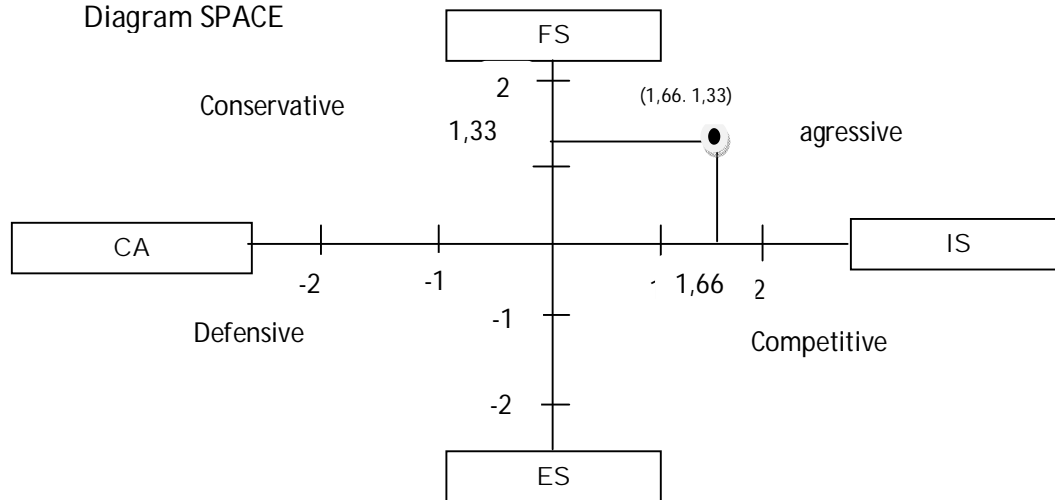 Diagram SPACE
FS
2
(1,66. 1,33)
Conservative
1,33
agressive
CA
IS
-2
-1
1,66
2
-1
Defensive
Competitive
-2
ES